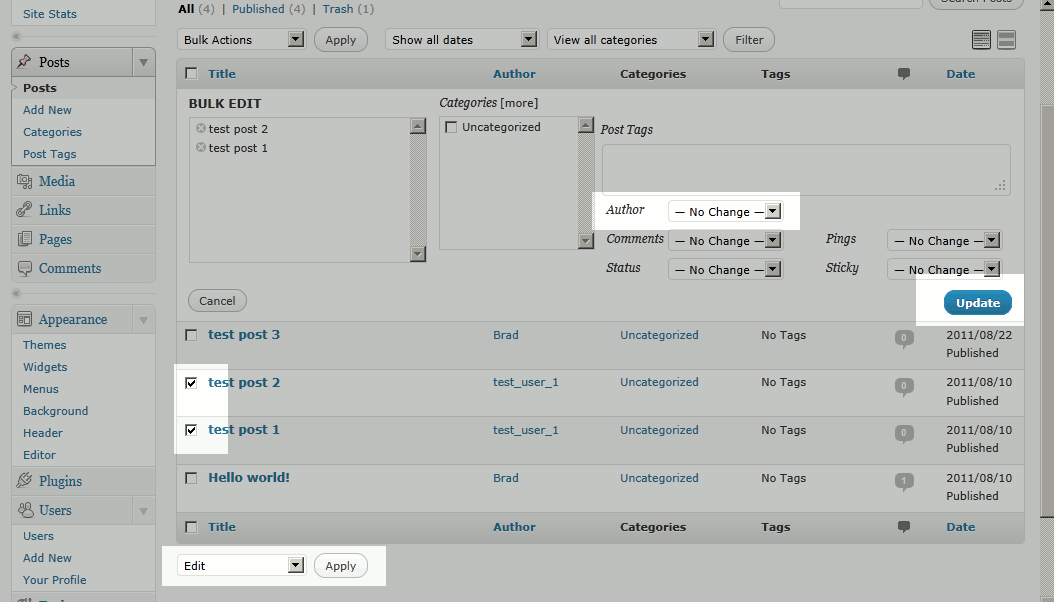 Site Stats
Posts
Posts
Add New
Categories
Post Tags
Media
Links
Pages
Comments
Appearance
Themes
Widgets
Menus
Background
Header
Editor
Plugins
Users
Users
Add New
Your Profile
All (4) | Published (4) | Trash (1)
Search Posts
Bulk Actions Apply Show all dates View all categories Filter
Title Author Categories Tags Date
BULK EDIT
test post 2
test post 1
Categories [more]
Uncategorized
Post Tags
Author — No Change —
Comments — No Change — Pings — No Change —
Status — No Change — Sticky — No Change —
Cancel Update
test post 3 Brad Uncategorized No Tags 0 2011/08/22
Published
test post 2 test_user_1 Uncategorized No Tags 0 2011/08/10
Published
test post 1 test_user_1 Uncategorized No Tags 0 2011/08/10
Published
Hello world! Brad Uncategorized No Tags 1 2011/08/10
Published
Title Author Categories Tags Date
Edit Apply